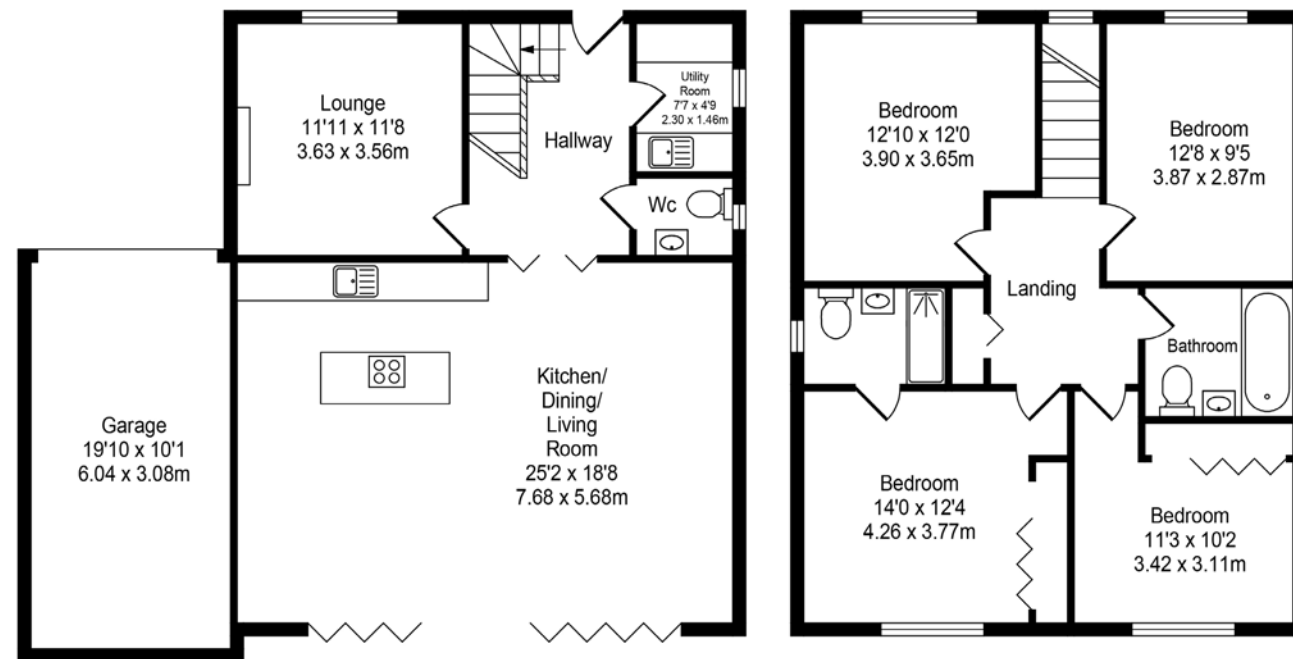 Lounge
11'11 x 11'8
3.63 x 3.56m
Hallway
Utility
Room
7'7 x 4'9
2.30 x 1.46m
Wc
Garage
19'10 x 10'1
6.04 x 3.08m
Kitchen/
Dining/
Living
Room
25'2 x 18'8
7.68 x 5.68m
Bedroom
12'10 x 12'0
3.90 x 3.65m
Bedroom
12'8 x 9'5
3.87 x 2.87m
Landing
Bathroom
Bedroom
14'0 x 12'4
4.26 x 3.77m
Bedroom
11'3 x 10'2
3.42 x 3.11m